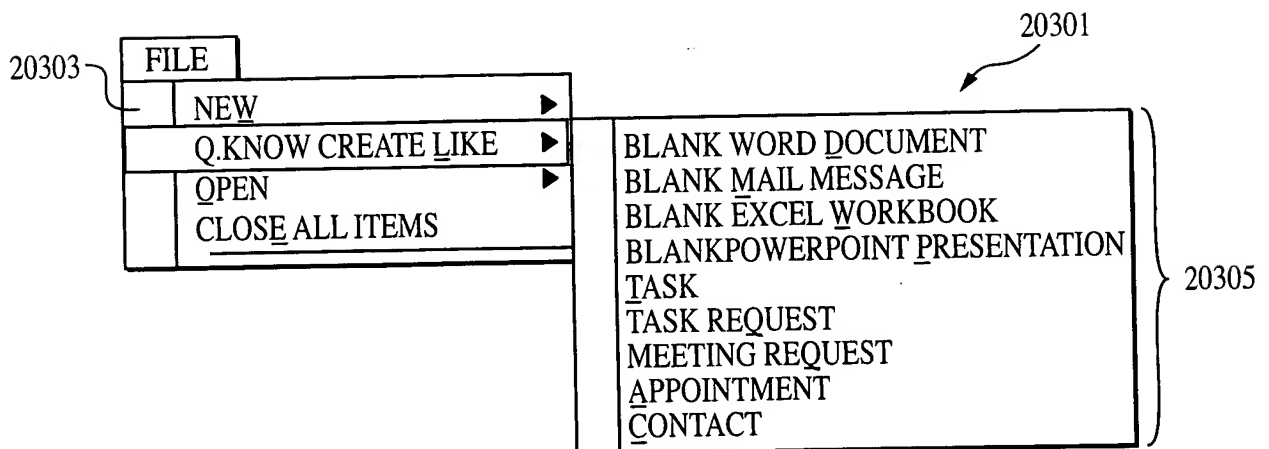 20301
20303
FILE
NEW
Q.KNOW CREATE LIKE
OPEN
CLOSE ALL ITEMS
BLANK WORD DOCUMENT
BLANK MAIL MESSAGE
BLANK EXCEL WORKBOOK
BLANKPOWERPOINT PRESENTATION
TASK
TASK REQUEST
MEETING REQUEST
APPOINTMENT
CONTACT
20305